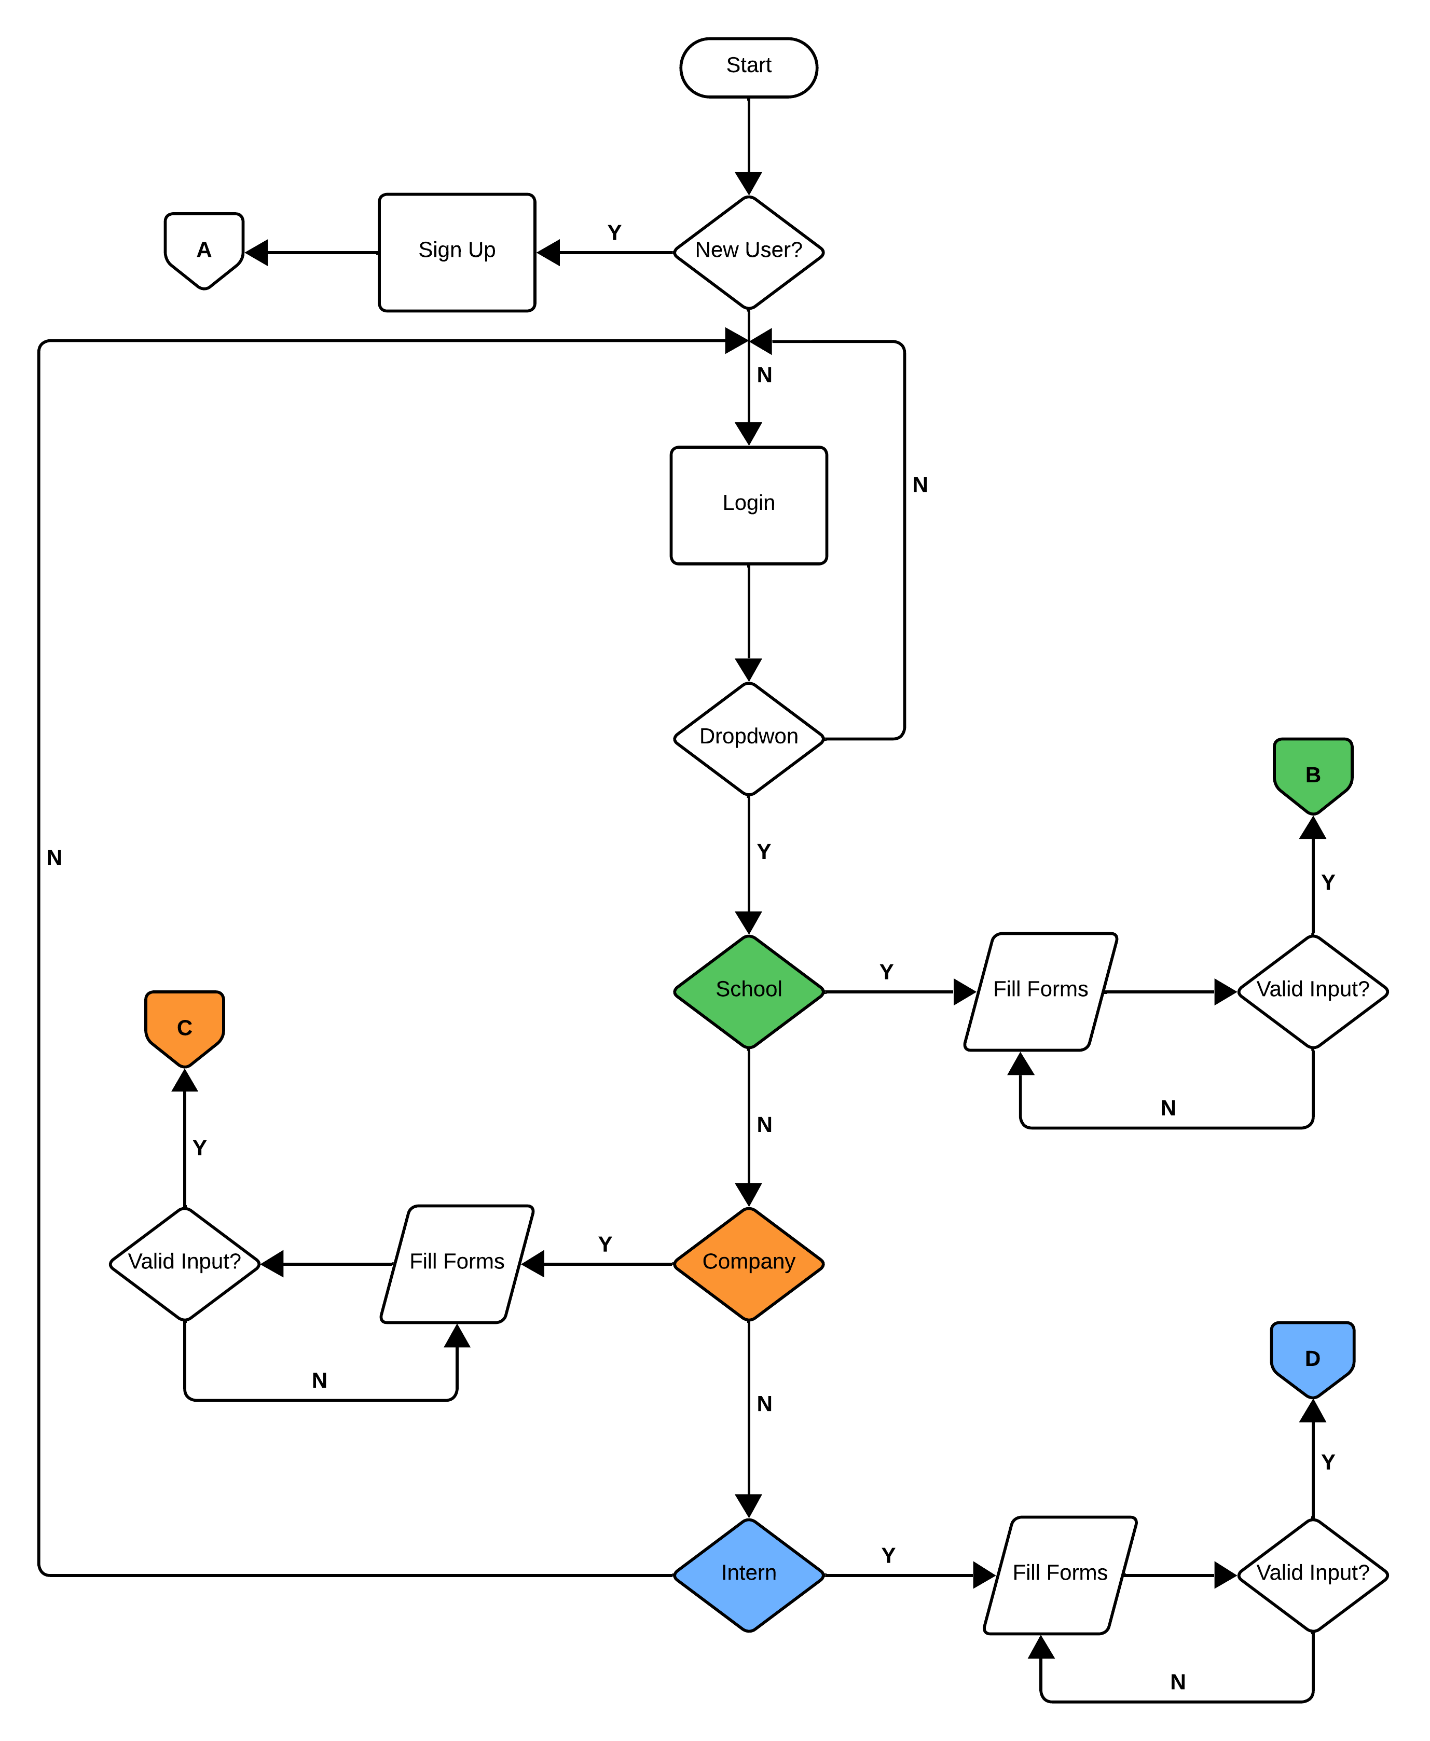 Start
A
Sign Up
Y
New User?
N
Login
N
Dropdwon
B
Y
N
Y
School
Y
Fill Forms
Valid Input?
C
N
N
Y
Valid Input?
Fill Forms
Y
Company
N
N
D
Y
Intern
Y
Fill Forms
Valid Input?
N